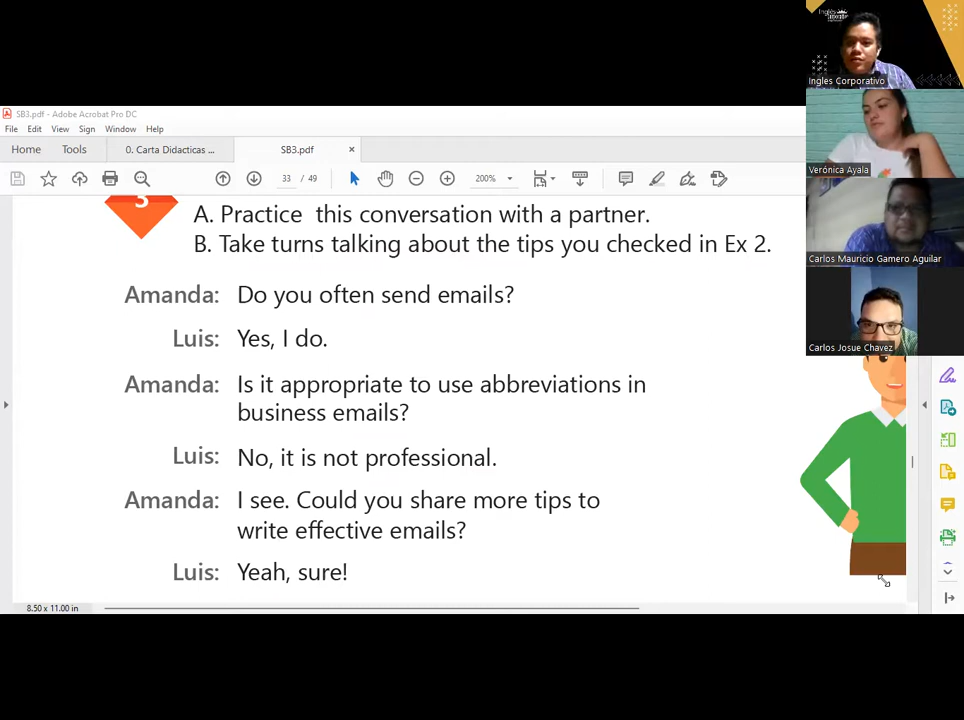 SB3.pdf - Adobe Acrobat Pro DC
File Edit View Sign Window Help
Home Tools 0. Carta Didacticas ... SB3.pdf ×
33 / 49 200%
3
A. Practice this conversation with a partner.
B. Take turns talking about the tips you checked in Ex 2.
Amanda: Do you often send emails?
Luis: Yes, I do.
Amanda: Is it appropriate to use abbreviations in
business emails?
Luis: No, it is not professional.
Amanda: I see. Could you share more tips to
write effective emails?
Luis: Yeah, sure!
8.50 x 11.00 in
Inglés
Ingles Corporativo
Verónica Ayala
Carlos Mauricio Gamero Aguilar
Carlos Josue Chavez